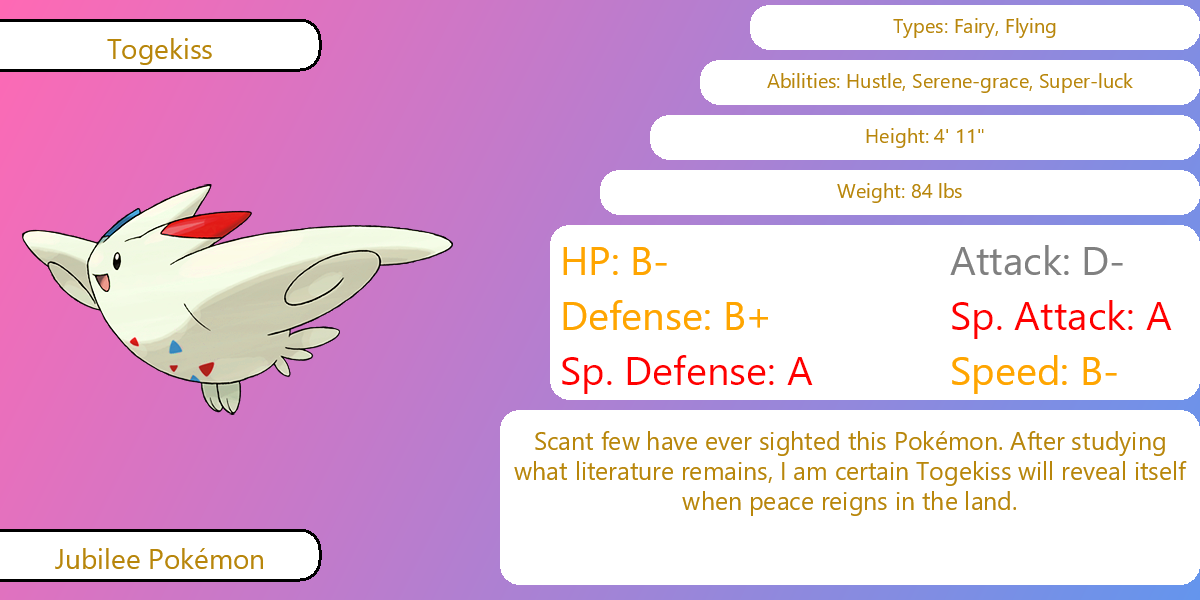 Togekiss
Types: Fairy, Flying
Abilities: Hustle, Serene-grace, Super-luck
Height: 4' 11"
Weight: 84 lbs
HP: B-
Attack: D-
Defense: B+
Sp. Attack: A
Sp. Defense: A
Speed: B-
Scant few have ever sighted this Pokémon. After studying
what literature remains, I am certain Togekiss will reveal itself
when peace reigns in the land.
Jubilee Pokémon